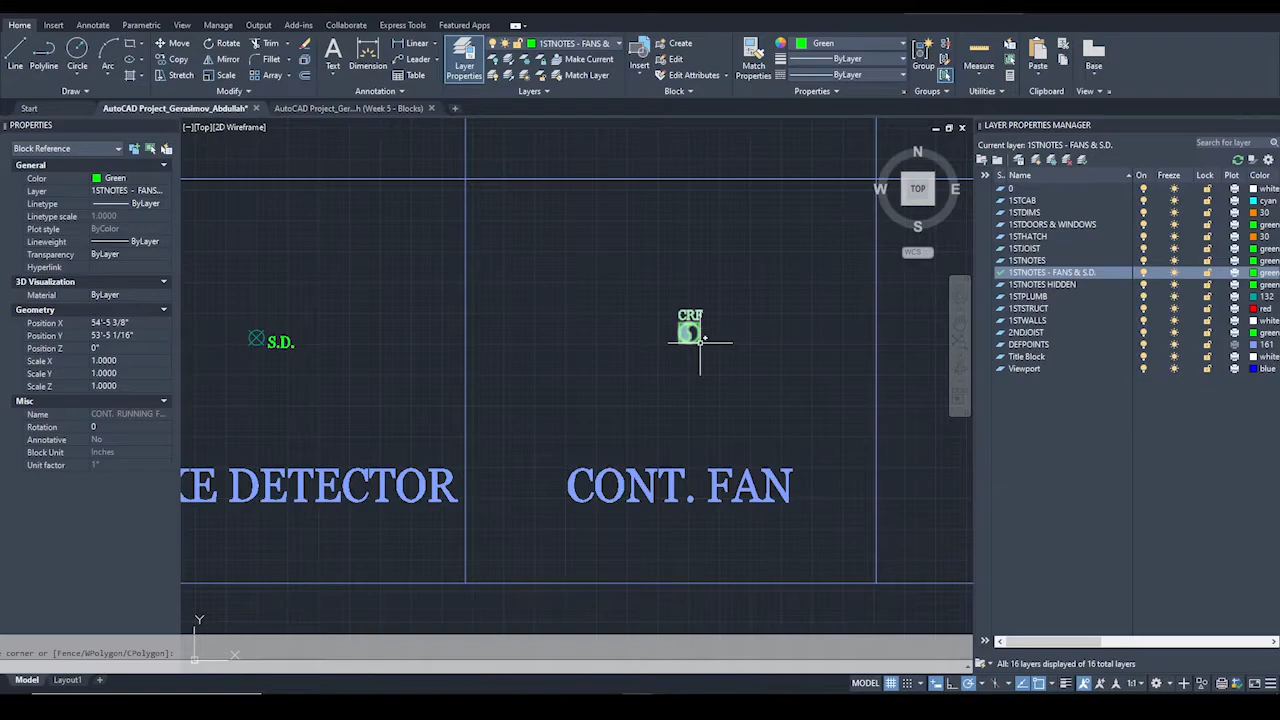 Home Insert Annotate Parametric View Manage Output Add-ins Collaborate Express Tools Featured Apps
Line Polyline Circle Arc Move Rotate Trim Text Dimension Linear Layer Properties 1STNOTES - FANS & Insert Create Match Properties Green Group Measure Paste Base
Copy Mirror Fillet Leader Make Current Edit ByLayer
Stretch Scale Array Table Match Layer Edit Attributes ByLayer
Draw Modify Annotation Layers Block Properties Groups Utilities Clipboard View
Start AutoCAD Project_Gerasimov_Abdullah* AutoCAD Project_Ger...h (Week 5 - Blocks)
PROPERTIES
Block Reference
General
Color Green
Layer 1STNOTES - FANS...
Linetype ByLayer
Linetype scale 1.0000
Plot style ByColor
Lineweight ByLayer
Transparency ByLayer
Hyperlink
3D Visualization
Material ByLayer
Geometry
Position X 54'-5 3/8"
Position Y 53'-5 1/16"
Position Z 0"
Scale X 1.0000
Scale Y 1.0000
Scale Z 1.0000
Misc
Name CONT. RUNNING F...
Rotation 0
Annotative No
Block Unit Inches
Unit factor 1"
[−][Top][2D Wireframe]
S.D.
KE DETECTOR
CRF
CONT. FAN
N
W TOP E
S
WCS
Y
X
e corner or [Fence/WPolygon/CPolygon]:
LAYER PROPERTIES MANAGER
Current layer: 1STNOTES - FANS & S.D. Search for layer
S.. Name On Freeze Lock Plot Color
0 white
1STCAB cyan
1STDIMS 30
1STDOORS & WINDOWS green
1STHATCH 30
1STJOIST green
1STNOTES green
1STNOTES - FANS & S.D. green
1STNOTES HIDDEN green
1STPLUMB 132
1STSTRUCT red
1STWALLS white
2NDJOIST green
DEFPOINTS 161
Title Block white
Viewport blue
All: 16 layers displayed of 16 total layers
Model Layout1 +
MODEL 1:1